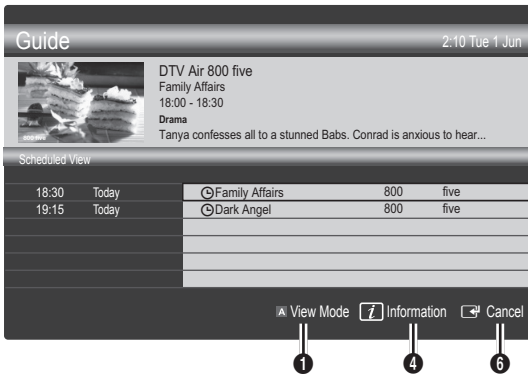 Guide 2:10 Tue 1 Jun
DTV Air 800 five
Family Affairs
18:00 - 18:30
Drama
Tanya confesses all to a stunned Babs. Conrad is anxious to hear...
800 five
Scheduled View
18:30 Today Family Affairs 800 five
19:15 Today Dark Angel 800 five
A View Mode i Information Cancel
1 4 6